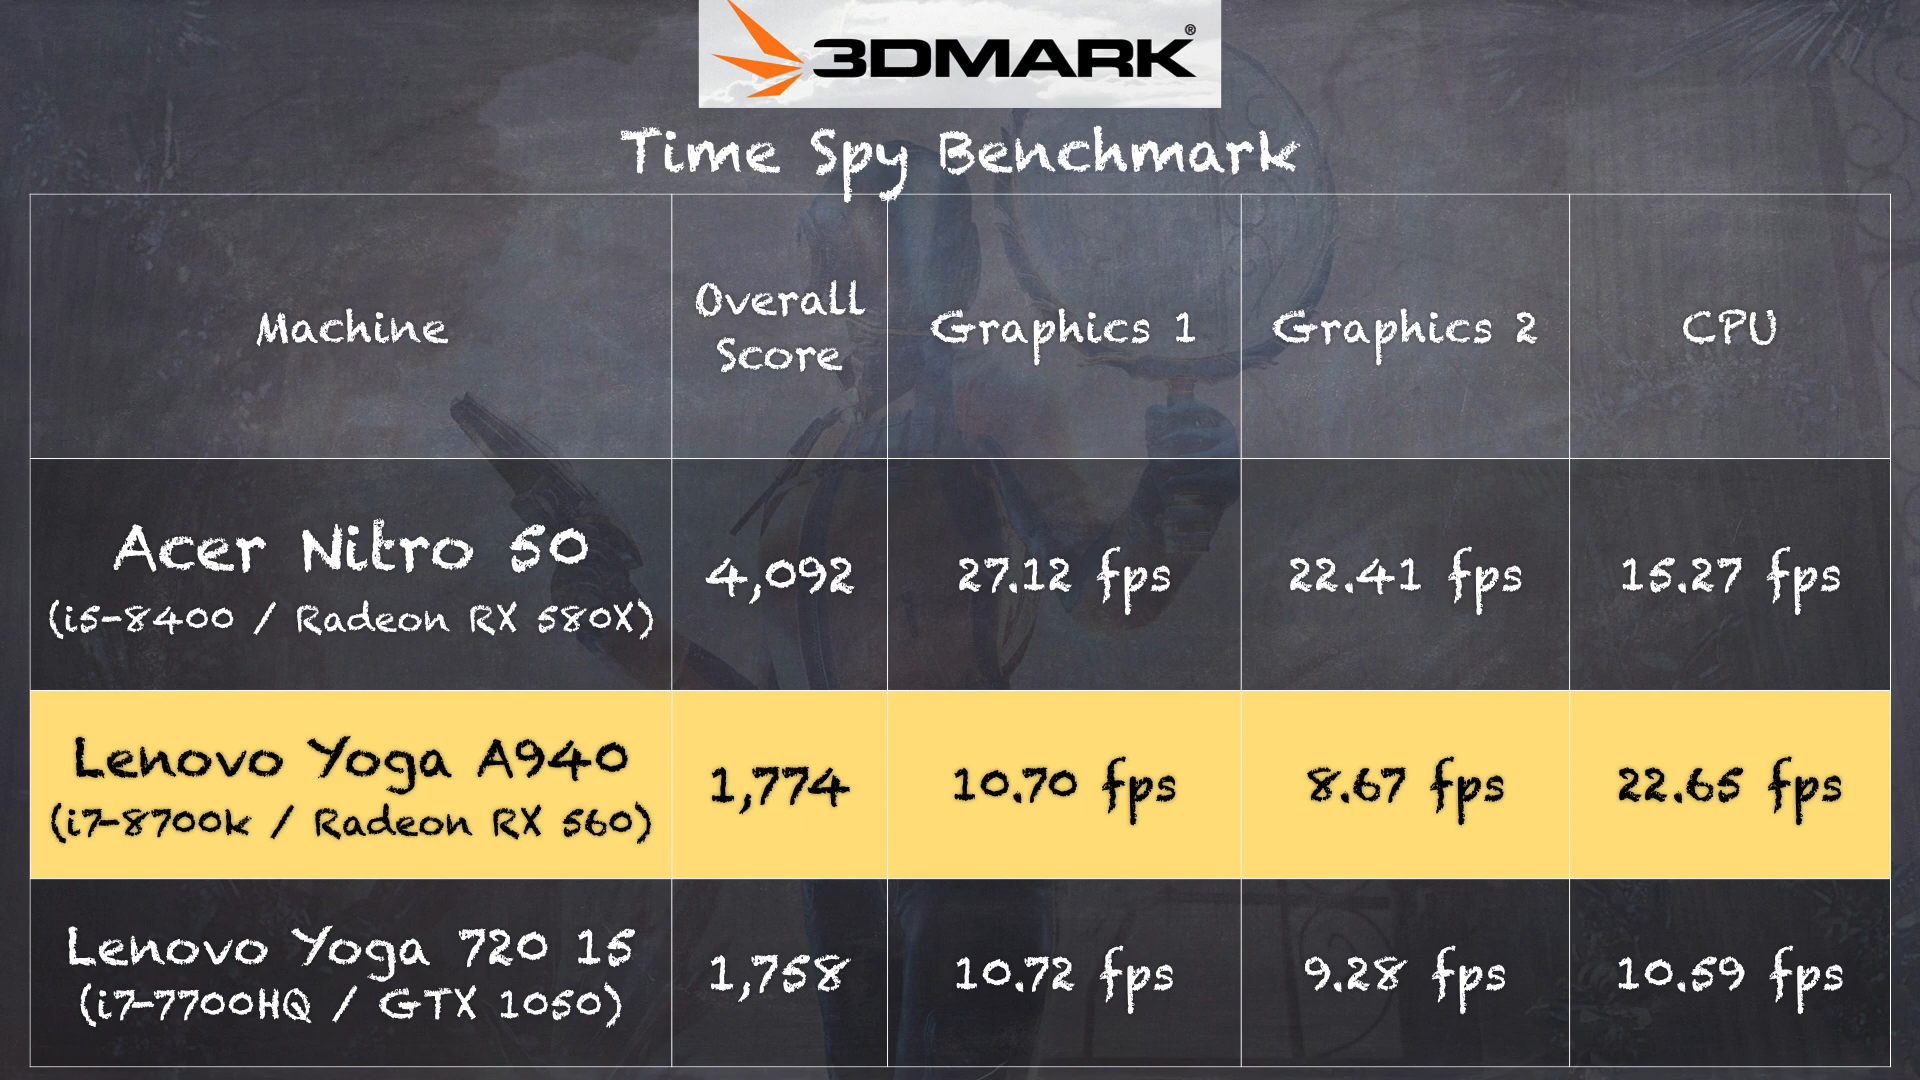 3DMARK®
Time Spy Benchmark
Machine
Overall
Score
Graphics 1
Graphics 2
CPU
Acer Nitro 50
(i5-8400 / Radeon RX 580X)
4,092
27.12 fps
22.41 fps
15.27 fps
Lenovo Yoga A940
(i7-8700k / Radeon RX 560)
1,774
10.70 fps
8.67 fps
22.65 fps
Lenovo Yoga 720 15
(i7-7700HQ / GTX 1050)
1,758
10.72 fps
9.28 fps
10.59 fps